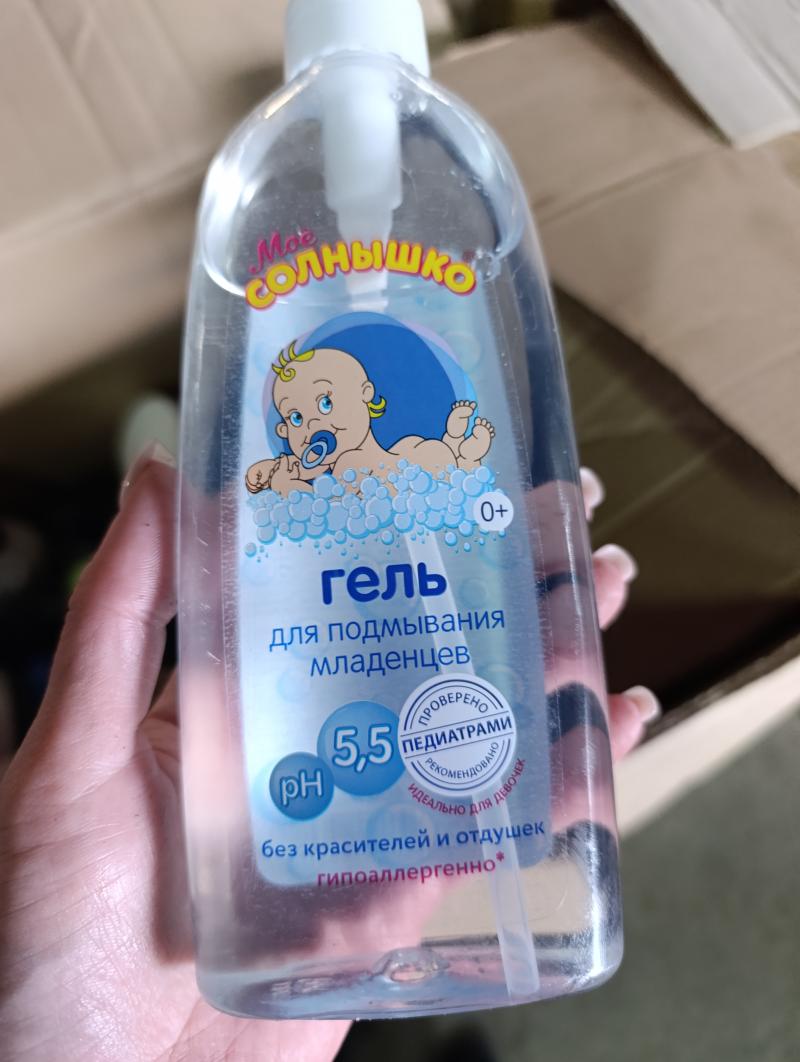 Моё
СОЛНЫШКО®
0+
гель
для подмывания
младенцев
pH 5,5
ПРОВЕРЕНО
ПЕДИАТРАМИ
РЕКОМЕНДОВАНО
ИДЕАЛЬНО ДЛЯ ДЕВОЧЕК
без красителей и отдушек
гипоаллергенно*